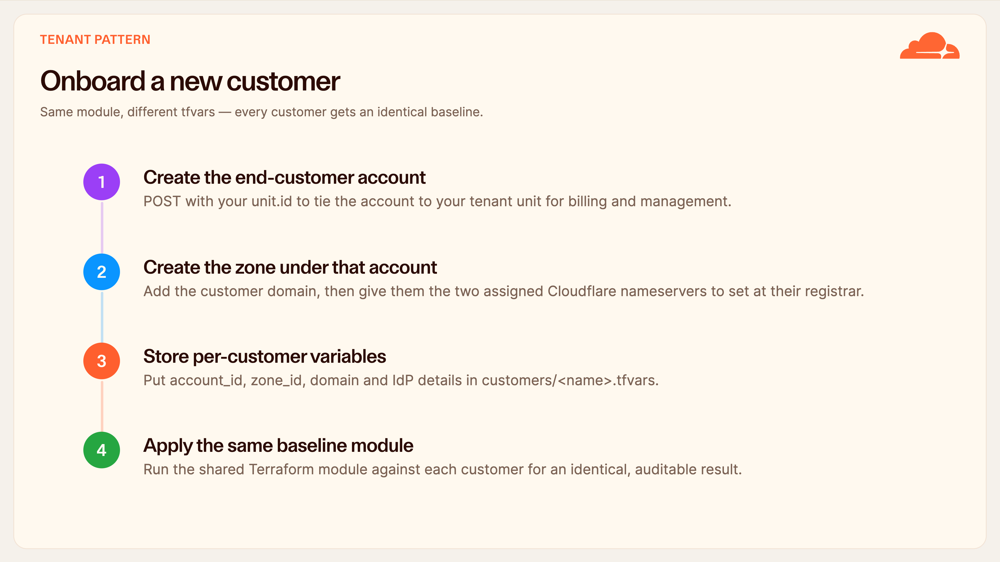 TENANT PATTERN
Onboard a new customer
Same module, different tfvars — every customer gets an identical baseline.
1
Create the end-customer account
POST with your unit.id to tie the account to your tenant unit for billing and management.
2
Create the zone under that account
Add the customer domain, then give them the two assigned Cloudflare nameservers to set at their registrar.
3
Store per-customer variables
Put account_id, zone_id, domain and IdP details in customers/<name>.tfvars.
4
Apply the same baseline module
Run the shared Terraform module against each customer for an identical, auditable result.